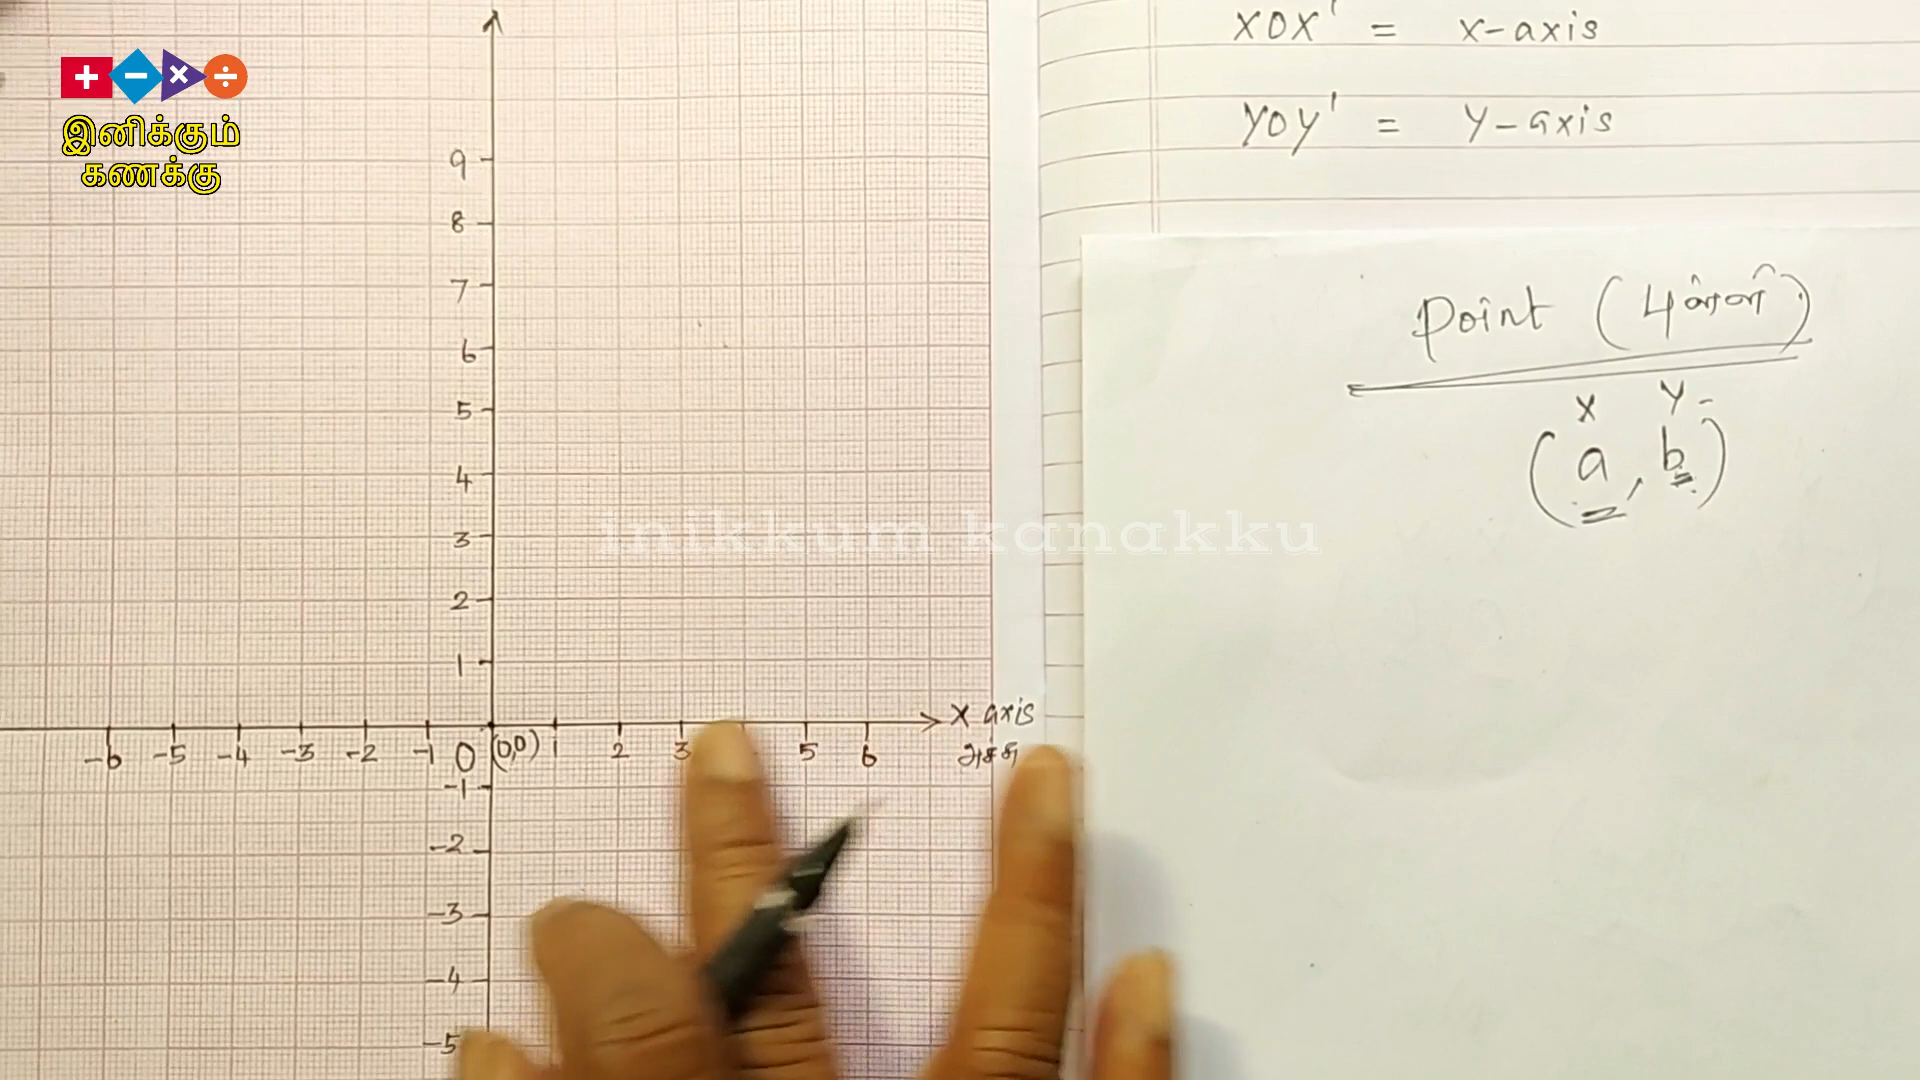 இனிக்கும்
கணக்கு
9
8
7
6
5
4
3
2
1
-6 -5 -4 -3 -2 -1 0 (0,0) 1 2 3 5 6
X axis
அச்சு
-1
-2
-3
-4
-5
XOX' = X-axis
YOY' = Y-axis
Point (புள்ளி)
X Y
(a, b)
inikkum kanakku